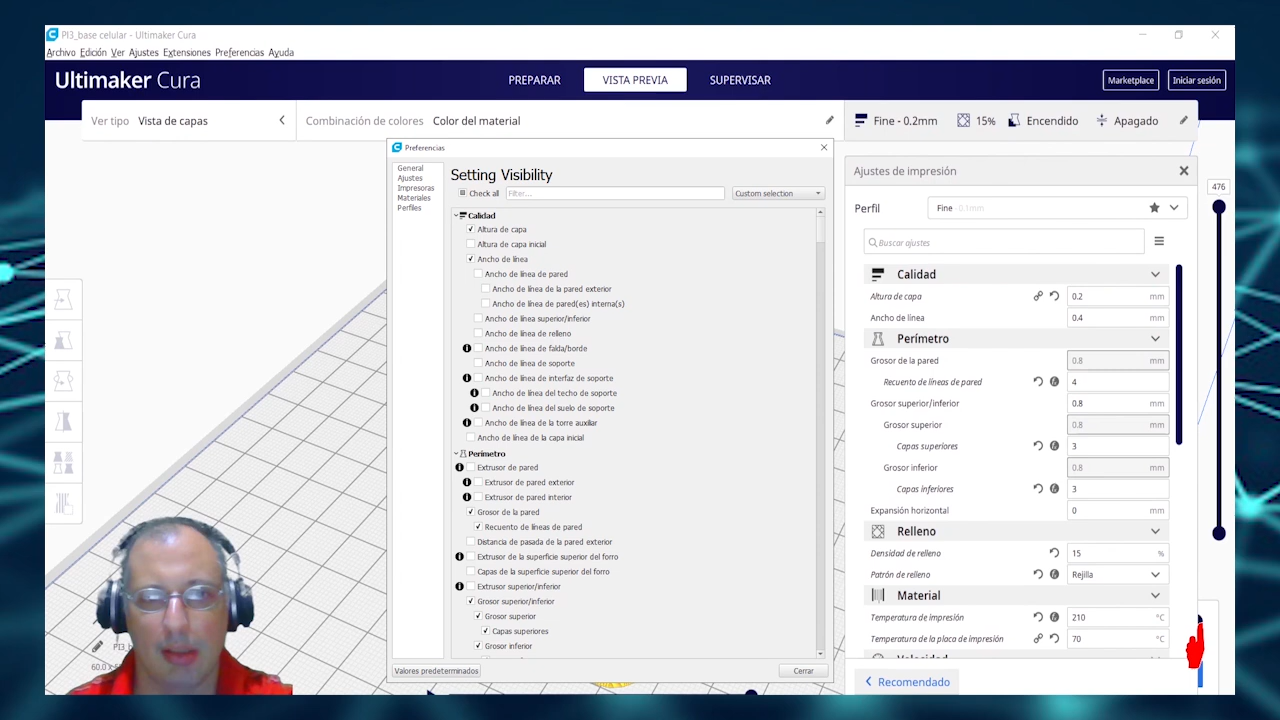 PI3_base celular - Ultimaker Cura
Archivo Edición Ver Ajustes Extensiones Preferencias Ayuda
Ultimaker Cura
PREPARAR
VISTA PREVIA
SUPERVISAR
Marketplace
Iniciar sesión
Ver tipo Vista de capas
Combinación de colores Color del material
Fine - 0.2mm
15%
Encendido
Apagado
Preferencias
General
Ajustes
Impresoras
Materiales
Perfiles
Setting Visibility
Check all
Filter...
Custom selection
Calidad
Altura de capa
Altura de capa inicial
Ancho de línea
Ancho de línea de pared
Ancho de línea de la pared exterior
Ancho de línea de pared(es) interna(s)
Ancho de línea superior/inferior
Ancho de línea de relleno
Ancho de línea de falda/borde
Ancho de línea de soporte
Ancho de línea de interfaz de soporte
Ancho de línea del techo de soporte
Ancho de línea del suelo de soporte
Ancho de línea de la torre auxiliar
Ancho de línea de la capa inicial
Perímetro
Extrusor de pared
Extrusor de pared exterior
Extrusor de pared interior
Grosor de la pared
Recuento de líneas de pared
Distancia de pasada de la pared exterior
Extrusor de la superficie superior del forro
Capas de la superficie superior del forro
Extrusor superior/inferior
Grosor superior/inferior
Grosor superior
Capas superiores
Grosor inferior
Valores predeterminados
Cerrar
Ajustes de impresión
Perfil
Fine - 0.1mm
Buscar ajustes
Calidad
Altura de capa 0.2 mm
Ancho de línea 0.4 mm
Perímetro
Grosor de la pared 0.8 mm
Recuento de líneas de pared 4
Grosor superior/inferior 0.8 mm
Grosor superior 0.8 mm
Capas superiores 3
Grosor inferior 0.8 mm
Capas inferiores 3
Expansión horizontal 0 mm
Relleno
Densidad de relleno 15 %
Patrón de relleno Rejilla
Material
Temperatura de impresión 210 °C
Temperatura de la placa de impresión 70 °C
Velocidad
Recomendado
476
PI3_b
60.0 x